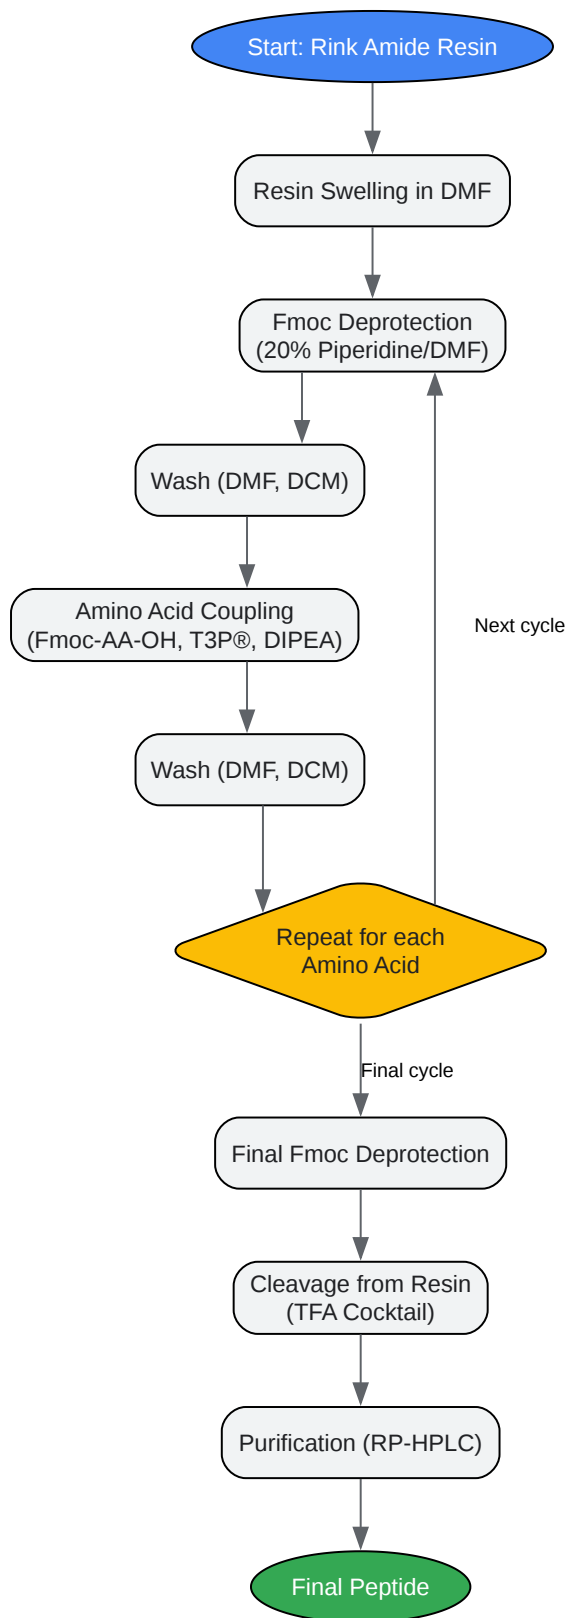 Start: Rink Amide Resin
Resin Swelling in DMF
Fmoc Deprotection
(20% Piperidine/DMF)
Wash (DMF, DCM)
Amino Acid Coupling
(Fmoc-AA-OH, T3P®, DIPEA)
Next cycle
Wash (DMF, DCM)
Repeat for each
Amino Acid
Final cycle
Final Fmoc Deprotection
Cleavage from Resin
(TFA Cocktail)
Purification (RP-HPLC)
Final Peptide